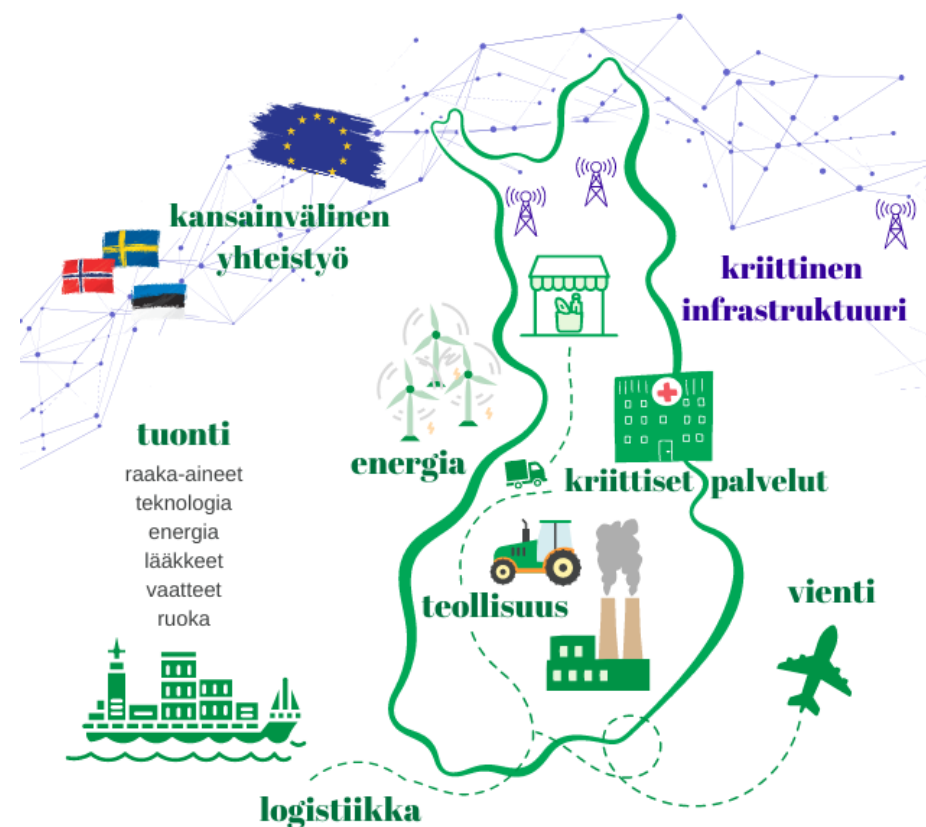 kansainvälinen
yhteistyö
kriittinen
infrastruktuuri
tuonti
raaka-aineet
teknologia
energia
lääkkeet
vaatteet
ruoka
energia
kriittiset palvelut
teollisuus
vienti
logistiikka